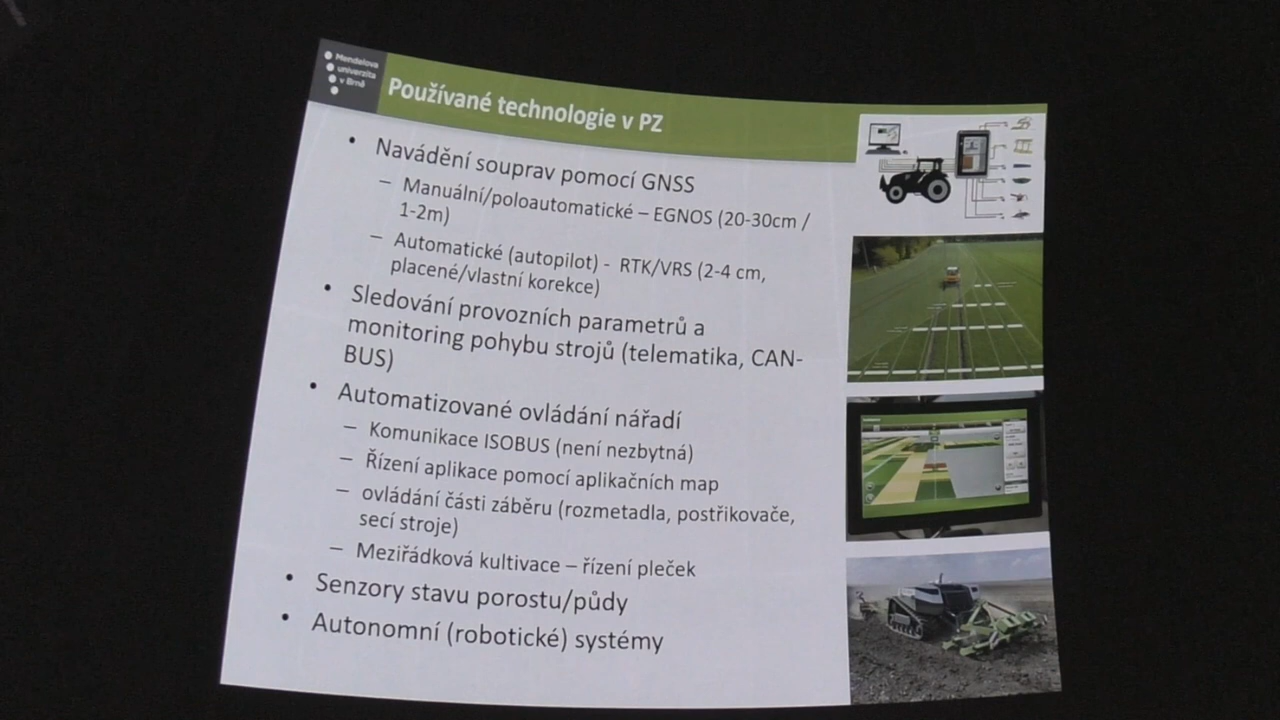 Mendelova
univerzita
v Brně
Používané technologie v PZ
• Navádění souprav pomocí GNSS
– Manuální/poloautomatické – EGNOS (20-30cm /
1-2m)
– Automatické (autopilot) - RTK/VRS (2-4 cm,
placené/vlastní korekce)
• Sledování provozních parametrů a
monitoring pohybu strojů (telematika, CAN-
BUS)
• Automatizované ovládání nářadí
– Komunikace ISOBUS (není nezbytná)
– Řízení aplikace pomocí aplikačních map
– ovládání části záběru (rozmetadla, postřikovače,
secí stroje)
– Meziřádková kultivace – řízení pleček
• Senzory stavu porostu/půdy
• Autonomní (robotické) systémy